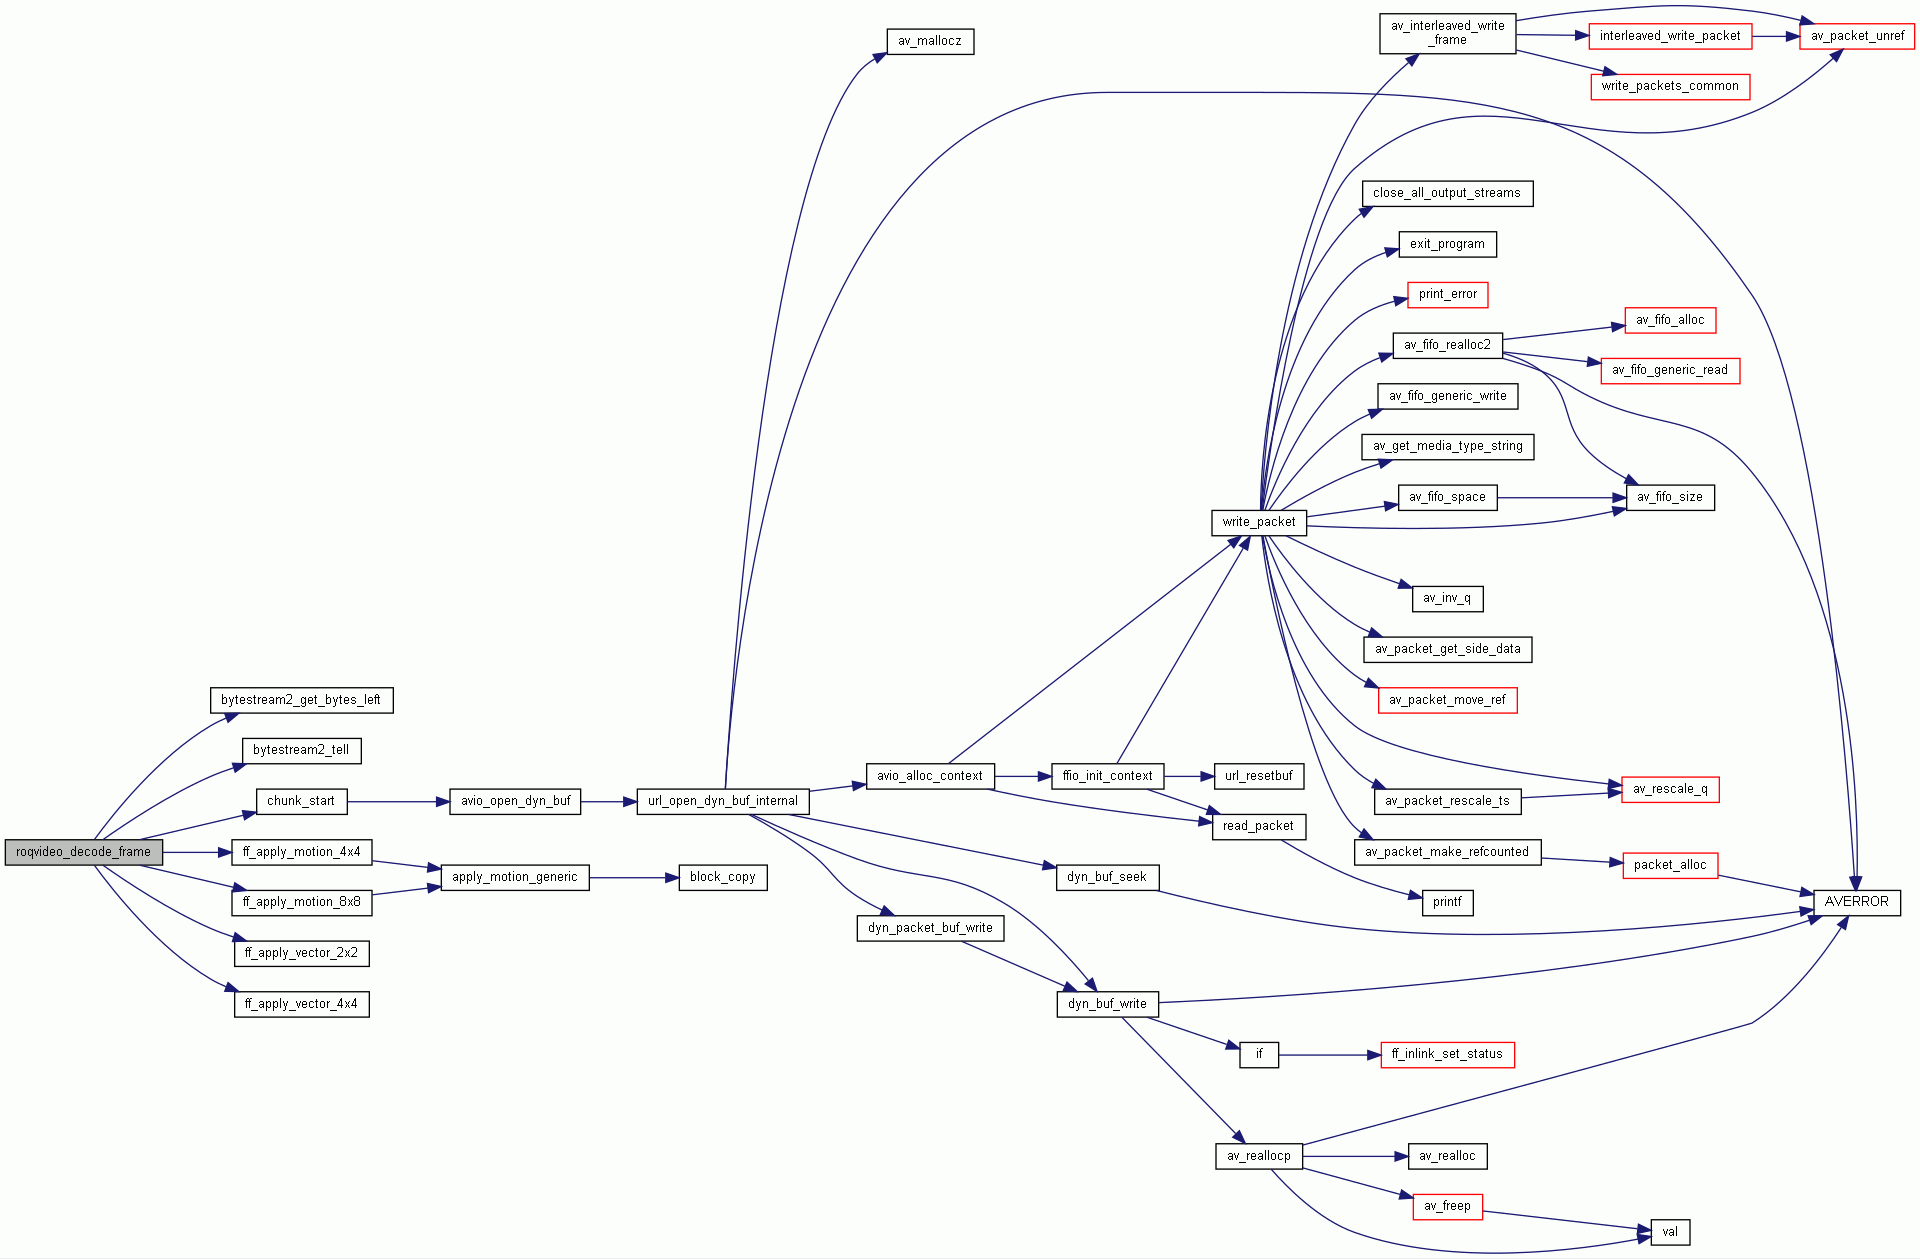 av_mallocz
av_interleaved_write
_frame
interleaved_write_packet
av_packet_unref
write_packets_common
close_all_output_streams
exit_program
print_error
av_fifo_alloc
av_fifo_realloc2
av_fifo_generic_read
av_fifo_generic_write
av_get_media_type_string
av_fifo_space
av_fifo_size
write_packet
av_inv_q
av_packet_get_side_data
bytestream2_get_bytes_left
av_packet_move_ref
bytestream2_tell
avio_alloc_context
ffio_init_context
url_resetbuf
av_rescale_q
chunk_start
avio_open_dyn_buf
url_open_dyn_buf_internal
av_packet_rescale_ts
read_packet
roqvideo_decode_frame
ff_apply_motion_4x4
av_packet_make_refcounted
packet_alloc
apply_motion_generic
block_copy
dyn_buf_seek
ff_apply_motion_8x8
printf
AVERROR
dyn_packet_buf_write
ff_apply_vector_2x2
ff_apply_vector_4x4
dyn_buf_write
if
ff_inlink_set_status
av_reallocp
av_realloc
av_freep
val